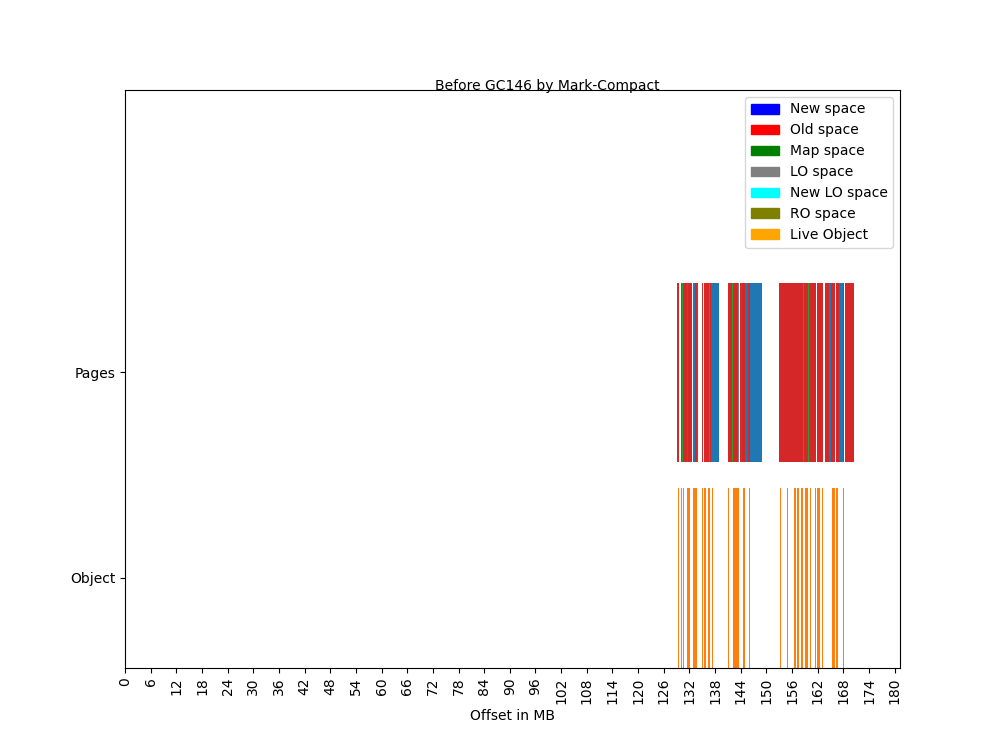 Before GC146 by Mark-Compact
New space
Old space
Map space
LO space
New LO space
RO space
Live Object
Pages
Object
0 6 12 18 24 30 36 42 48 54 60 66 72 78 84 90 96 102 108 114 120 126 132 138 144 150 156 162 168 174 180
Offset in MB